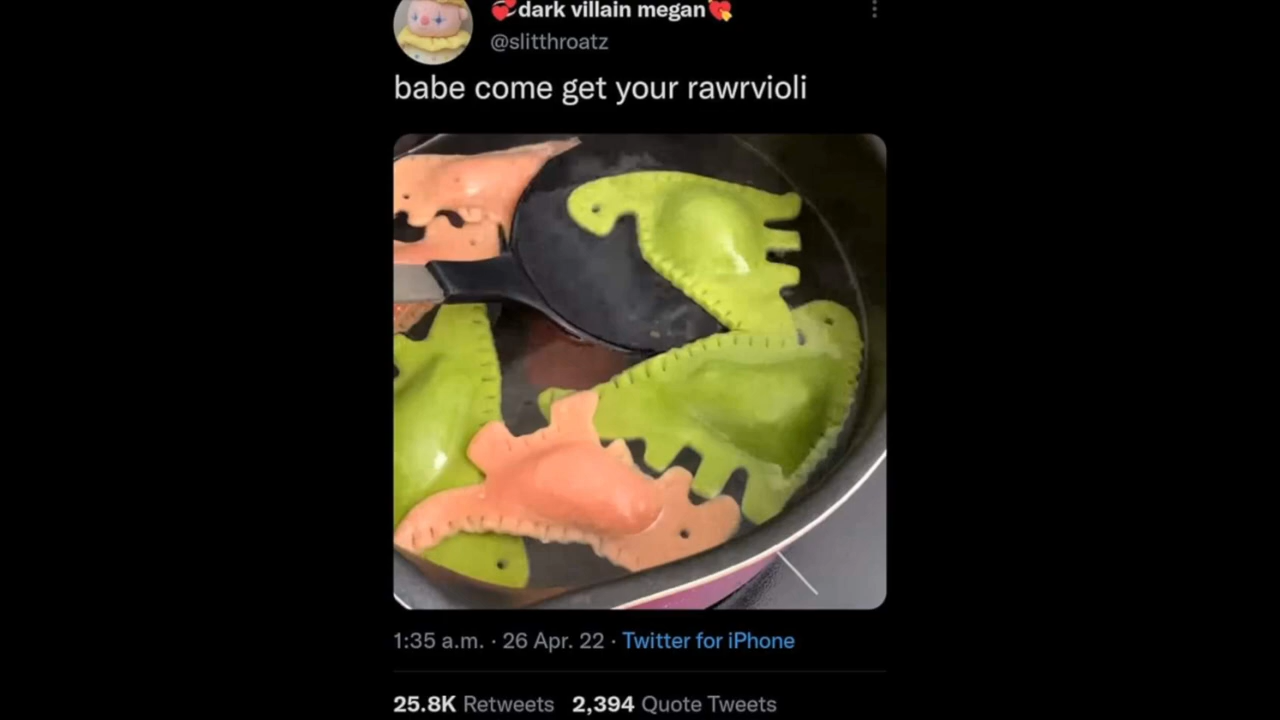 💞dark villain megan💘
@slitthroatz
babe come get your rawrvioli
1:35 a.m. · 26 Apr. 22 · Twitter for iPhone
25.8K Retweets 2,394 Quote Tweets